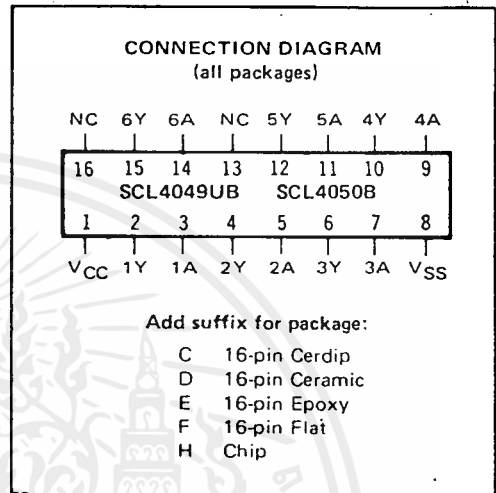 CONNECTION DIAGRAM
(all packages)
NC 6Y 6A NC 5Y 5A 4Y 4A
16 15 14 13 12 11 10 9
SCL4049UB SCL4050B
1 2 3 4 5 6 7 8
VCC 1Y 1A 2Y 2A 3Y 3A VSS
Add suffix for package:
C 16-pin Cerdip
D 16-pin Ceramic
E 16-pin Epoxy
F 16-pin Flat
H Chip